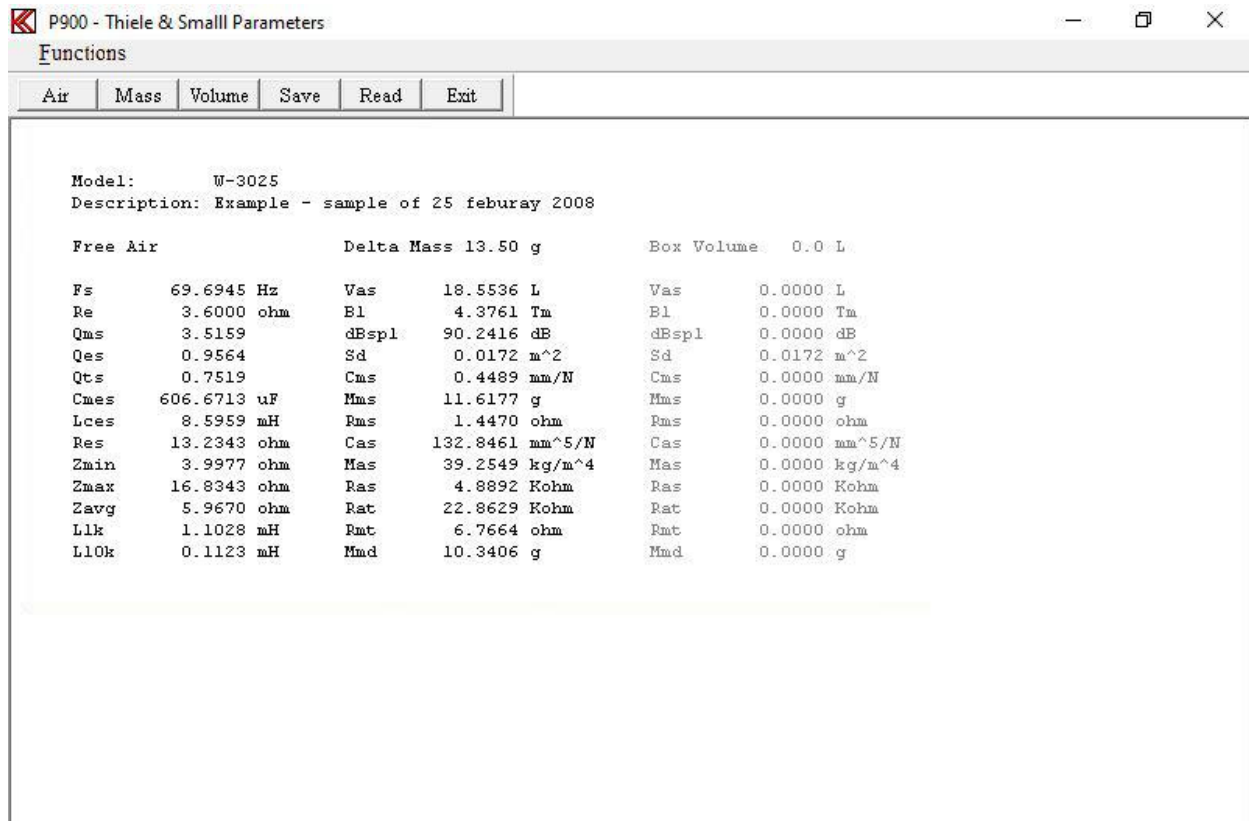 P900 - Thiele & Smalll Parameters
Functions
Air Mass Volume Save Read Exit
Model: W-3025
Description: Example - sample of 25 feburay 2008
Free Air Delta Mass 13.50 g Box Volume 0.0 L
Fs 69.6945 Hz Vas 18.5536 L Vas 0.0000 L
Re 3.6000 ohm Bl 4.3761 Tm Bl 0.0000 Tm
Qms 3.5159 dBspl 90.2416 dB dBspl 0.0000 dB
Qes 0.9564 Sd 0.0172 m^2 Sd 0.0172 m^2
Qts 0.7519 Cms 0.4489 mm/N Cms 0.0000 mm/N
Cmes 606.6713 uF Mms 11.6177 g Mms 0.0000 g
Lces 8.5959 mH Rms 1.4470 ohm Rms 0.0000 ohm
Res 13.2343 ohm Cas 132.8461 mm^5/N Cas 0.0000 mm^5/N
Zmin 3.9977 ohm Mas 39.2549 kg/m^4 Mas 0.0000 kg/m^4
Zmax 16.8343 ohm Ras 4.8892 Kohm Ras 0.0000 Kohm
Zavg 5.9670 ohm Rat 22.8629 Kohm Rat 0.0000 Kohm
L1k 1.1028 mH Rmt 6.7664 ohm Rmt 0.0000 ohm
L10k 0.1123 mH Mmd 10.3406 g Mmd 0.0000 g